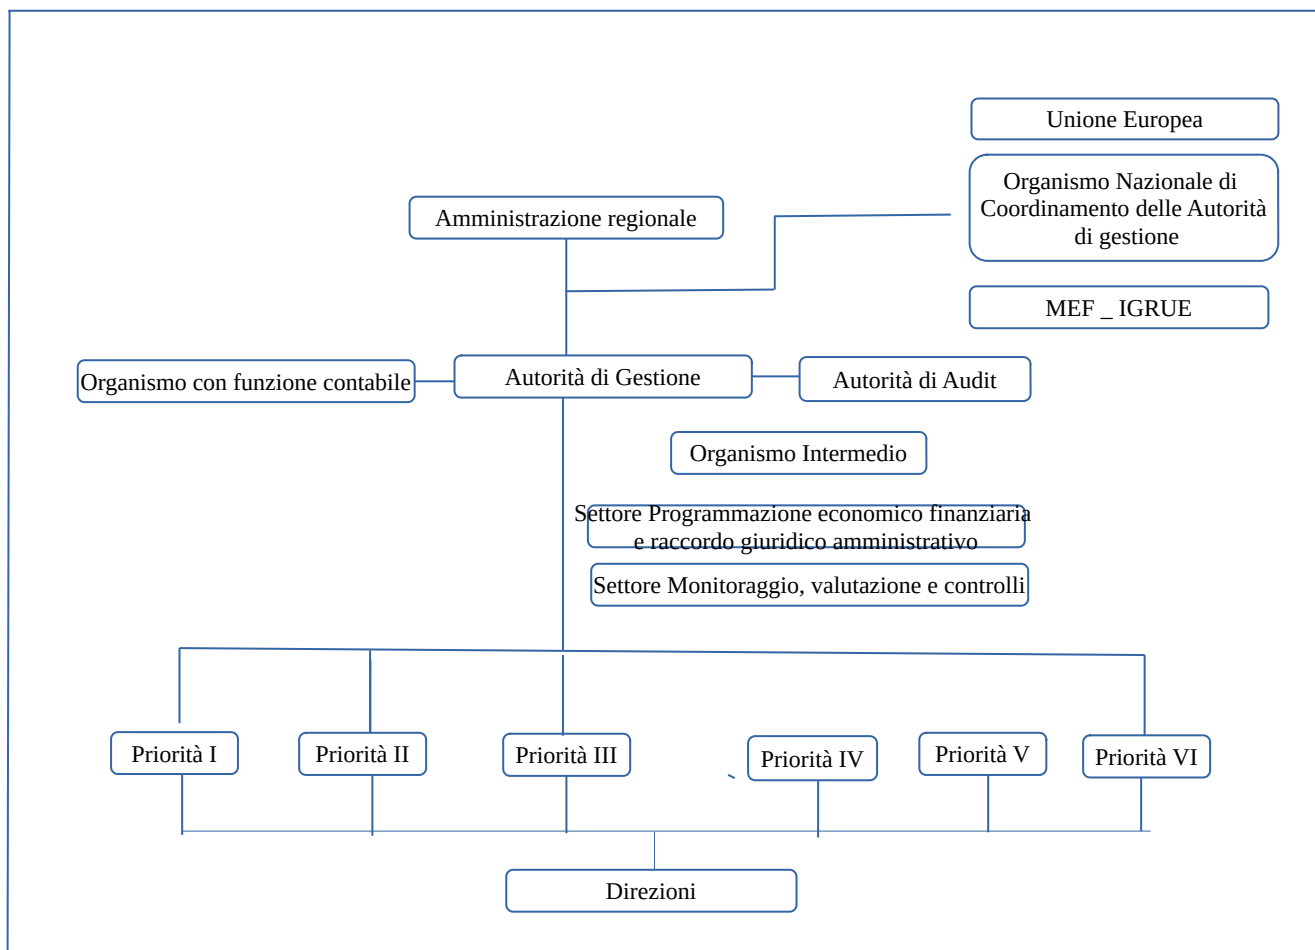 Unione Europea
Organismo Nazionale di
Coordinamento delle Autorità
di gestione
Amministrazione regionale
MEF _ IGRUE
Organismo con funzione contabile
Autorità di Gestione
Autorità di Audit
Organismo Intermedio
Settore Programmazione economico finanziaria
e raccordo giuridico amministrativo
Settore Monitoraggio, valutazione e controlli
Priorità I
Priorità II
Priorità III
Priorità IV
Priorità V
Priorità VI
Direzioni